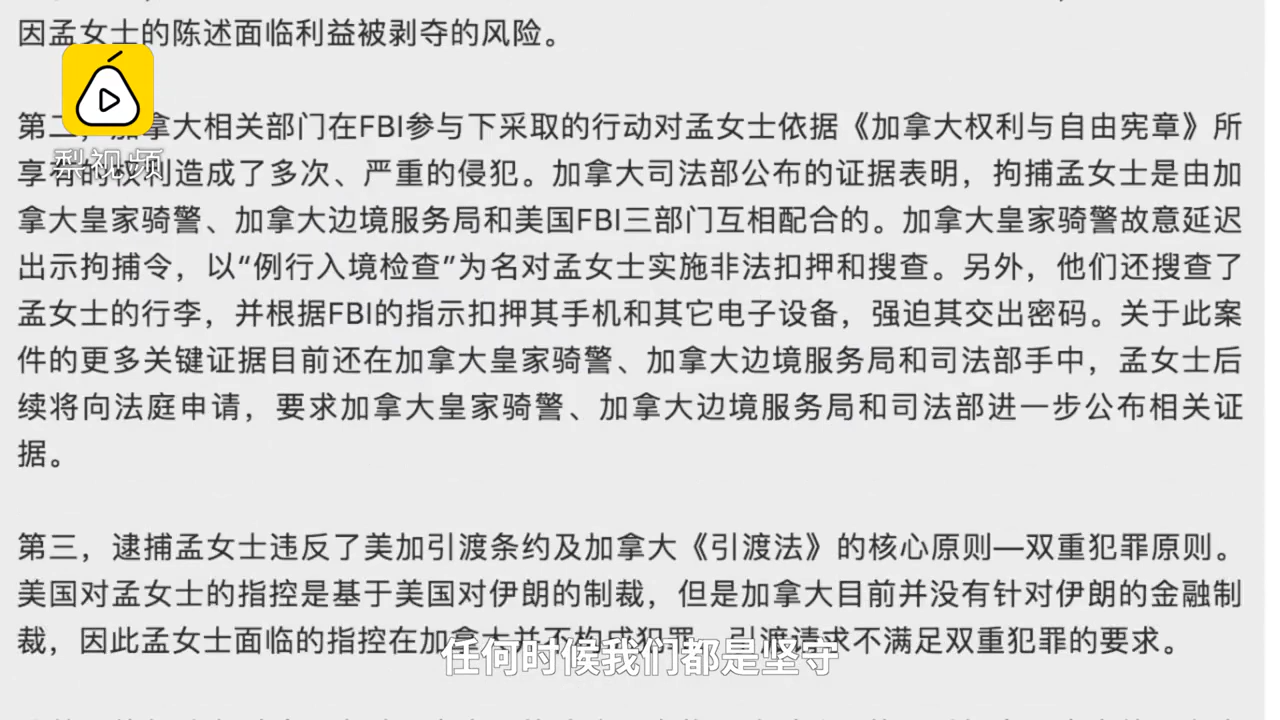 因孟女士的陈述面临利益被剥夺的风险。
第二，加拿大相关部门在FBI参与下采取的行动对孟女士依据《加拿大权利与自由宪章》所
梨视频
享有的权利造成了多次、严重的侵犯。加拿大司法部公布的证据表明，拘捕孟女士是由加
拿大皇家骑警、加拿大边境服务局和美国FBI三部门互相配合的。加拿大皇家骑警故意延迟
出示拘捕令，以“例行入境检查”为名对孟女士实施非法扣押和搜查。另外，他们还搜查了
孟女士的行李，并根据FBI的指示扣押其手机和其它电子设备，强迫其交出密码。关于此案
件的更多关键证据目前还在加拿大皇家骑警、加拿大边境服务局和司法部手中，孟女士后
续将向法庭申请，要求加拿大皇家骑警、加拿大边境服务局和司法部进一步公布相关证
据。
第三，逮捕孟女士违反了美加引渡条约及加拿大《引渡法》的核心原则—双重犯罪原则。
美国对孟女士的指控是基于美国对伊朗的制裁，但是加拿大目前并没有针对伊朗的金融制
裁，因此孟女士面临的指控在加拿大并不构成犯罪，引渡请求不满足双重犯罪的要求。
任何时候我们都是坚守